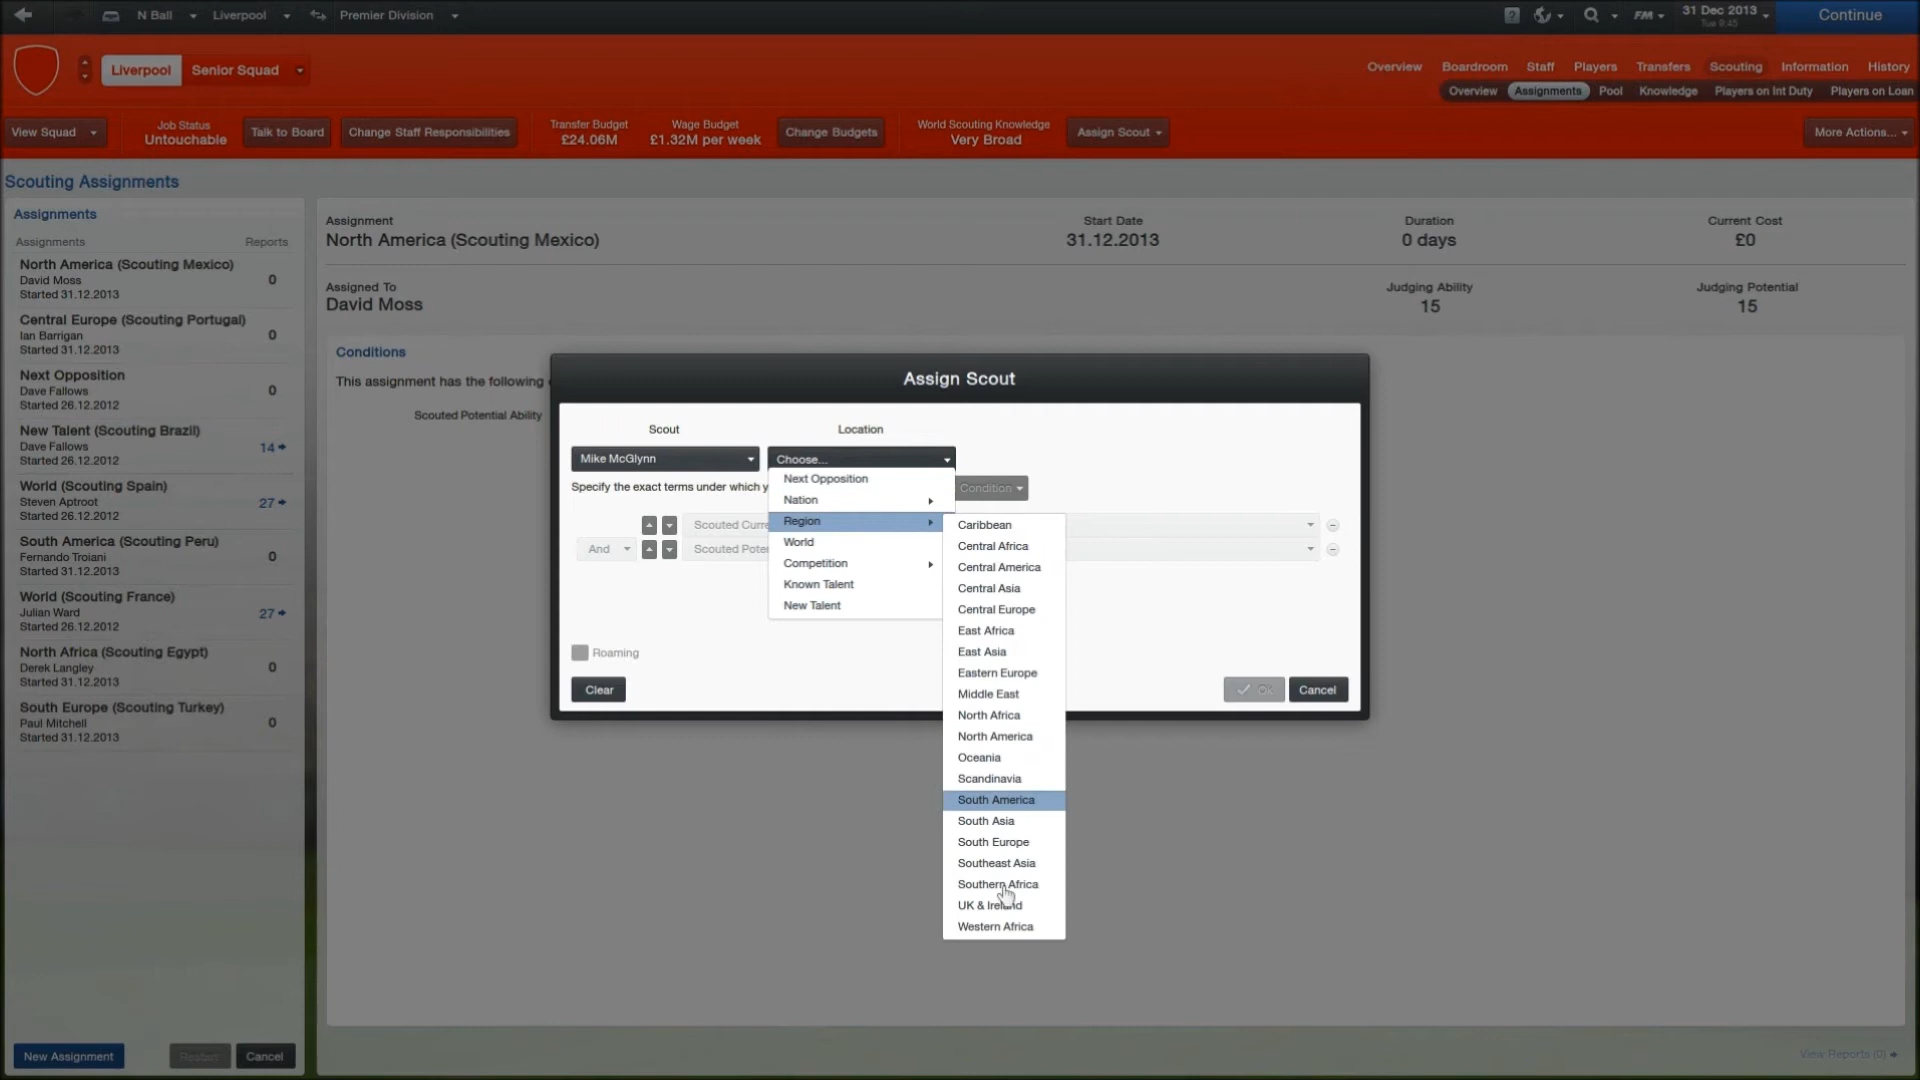 N Ball
Liverpool
Premier Division
FM
31 Dec 2013
Tue 9:45
Continue
Liverpool
Senior Squad
Overview Boardroom Staff Players Transfers Scouting Information History
Overview Assignments Pool Knowledge Players on Int Duty Players on Loan
View Squad
Job Status
Untouchable
Talk to Board
Change Staff Responsibilities
Transfer Budget
£24.06M
Wage Budget
£1.32M per week
Change Budgets
World Scouting Knowledge
Very Broad
Assign Scout
More Actions...
Scouting Assignments
Assignments
Assignments Reports
North America (Scouting Mexico)
David Moss 0
Started 31.12.2013
Central Europe (Scouting Portugal)
Ian Barrigan 0
Started 31.12.2013
Next Opposition
Dave Fallows 0
Started 26.12.2012
New Talent (Scouting Brazil)
Dave Fallows 14
Started 26.12.2012
World (Scouting Spain)
Steven Aptroot 27
Started 26.12.2012
South America (Scouting Peru)
Fernando Troiani 0
Started 31.12.2013
World (Scouting France)
Julian Ward 27
Started 26.12.2012
North Africa (Scouting Egypt)
Derek Langley 0
Started 31.12.2013
South Europe (Scouting Turkey)
Paul Mitchell 0
Started 31.12.2013
New Assignment
Restart
Cancel
Assignment
North America (Scouting Mexico)
Start Date
31.12.2013
Duration
0 days
Current Cost
£0
Assigned To
David Moss
Judging Ability
15
Judging Potential
15
Conditions
This assignment has the following
Scouted Potential Ability
Assign Scout
Scout Location
Mike McGlynn
Choose...
Specify the exact terms under which y
Condition
Scouted Curre
And
Scouted Poter
Next Opposition
Nation
Region
World
Competition
Known Talent
New Talent
Caribbean
Central Africa
Central America
Central Asia
Central Europe
East Africa
East Asia
Eastern Europe
Middle East
North Africa
North America
Oceania
Scandinavia
South America
South Asia
South Europe
Southeast Asia
Southern Africa
UK & Ireland
Western Africa
Roaming
Clear
Ok
Cancel
View Reports (0)